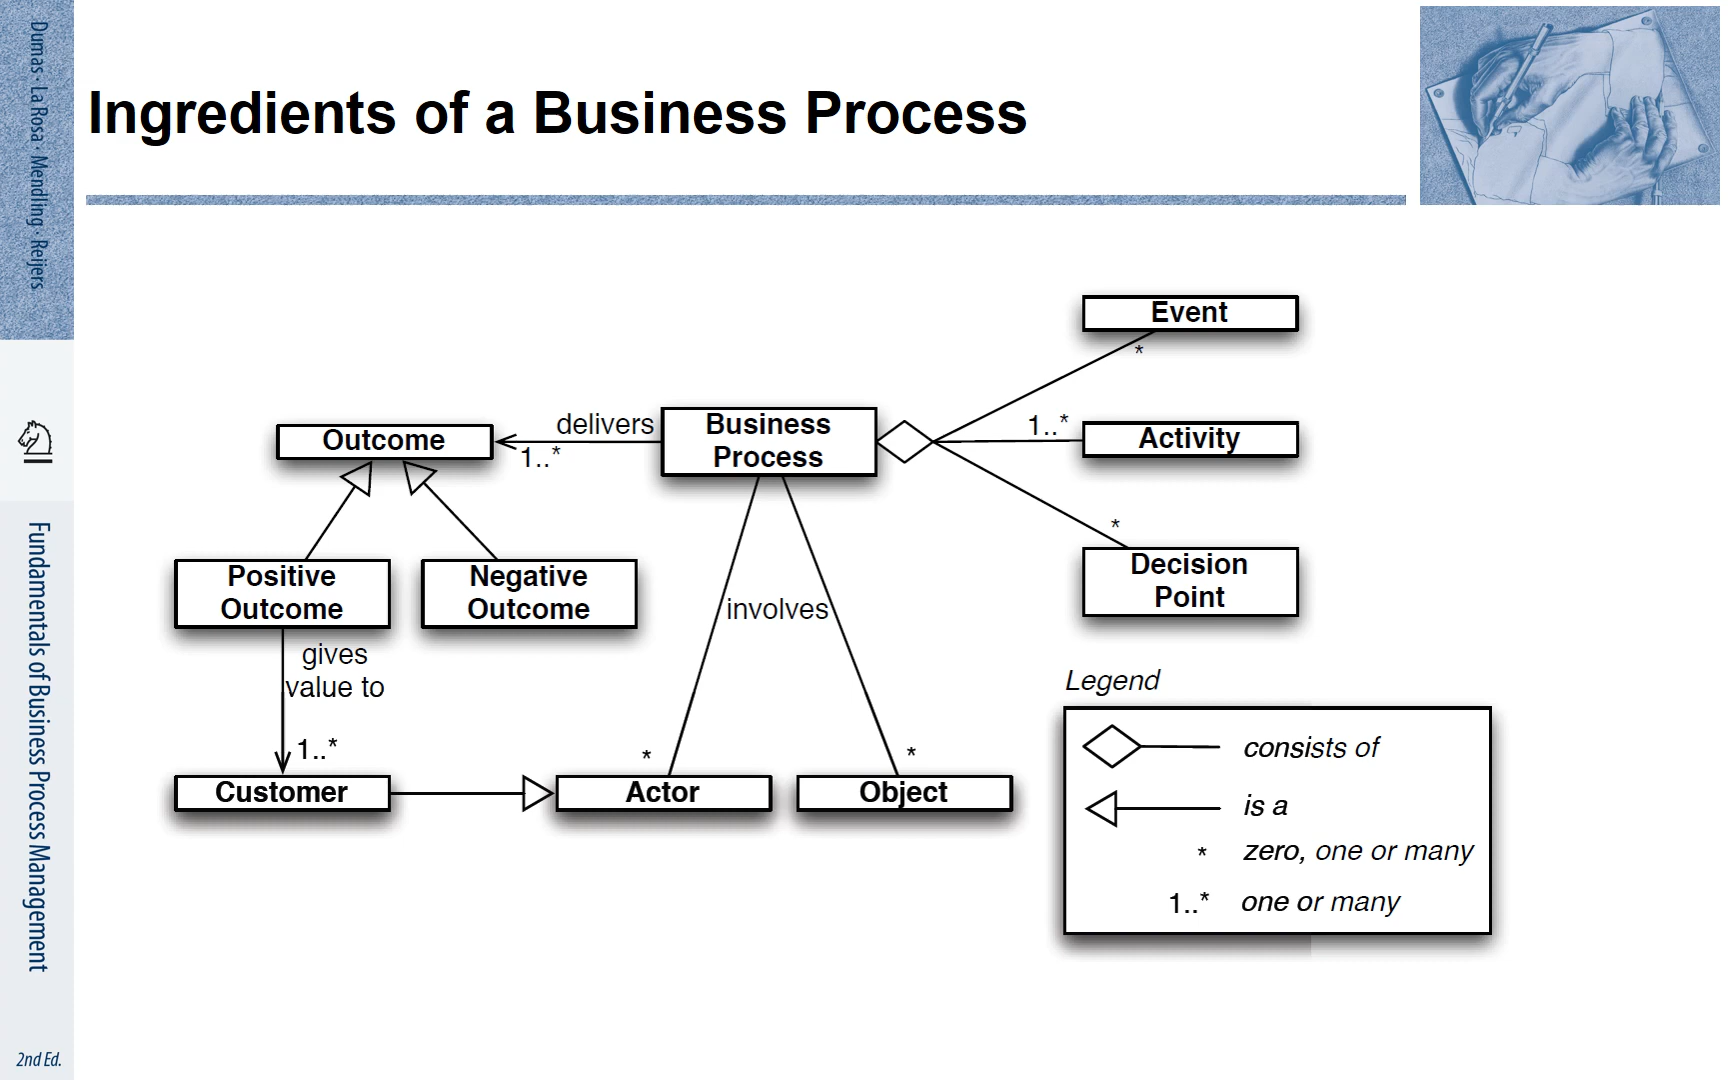 Dumas · La Rosa · Mendling · Reijers
Fundamentals of Business Process Management
2nd Ed.
Ingredients of a Business Process
Event
*
delivers
Business
Process
1..*
Activity
Outcome
1..*
*
Decision
Point
Positive
Outcome
Negative
Outcome
involves
gives
value to
1..*
*
*
Customer
Actor
Object
Legend
consists of
is a
* zero, one or many
1..* one or many